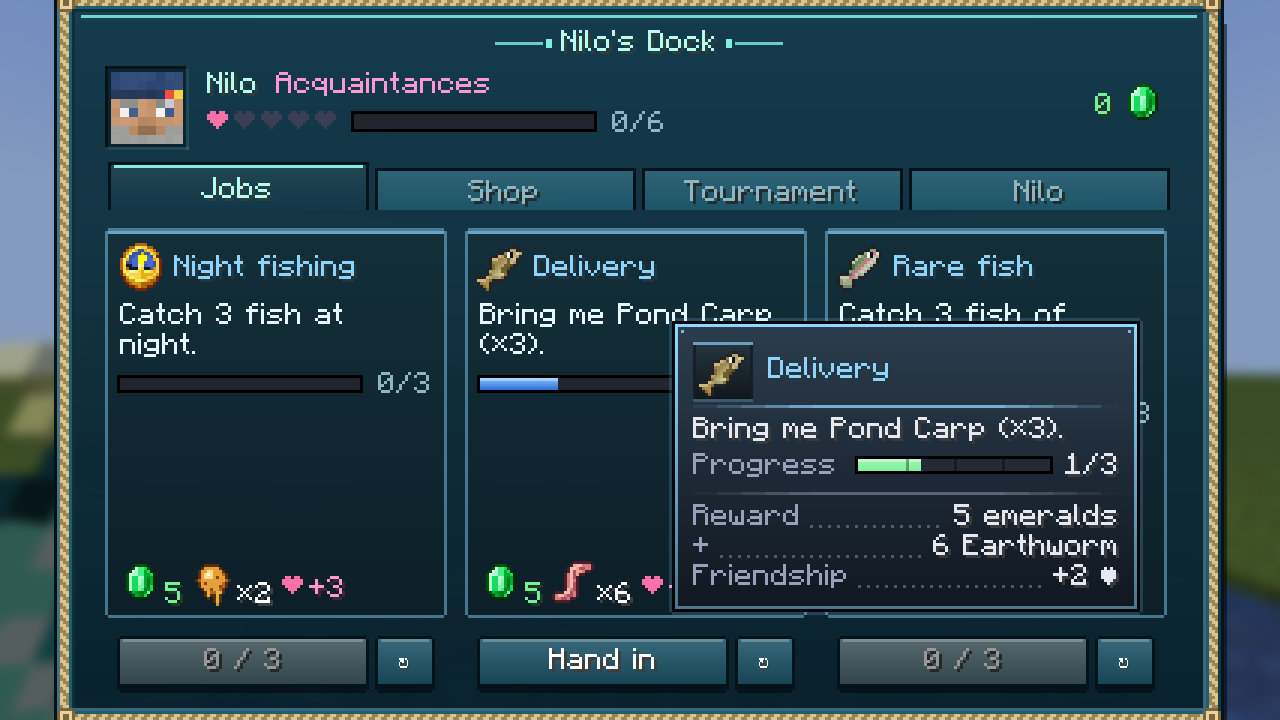 Nilo's Dock
Nilo Acquaintances
0/6
0
Jobs
Shop
Tournament
Nilo
Night fishing
Catch 3 fish at
night.
0/3
5
x2
+3
Delivery
Bring me Pond Carp
(x3).
5
x6
Rare fish
Catch 3 fish of
Delivery
Bring me Pond Carp (x3).
Progress 1/3
Reward 5 emeralds
+ 6 Earthworm
Friendship +2
0 / 3
Hand in
0 / 3